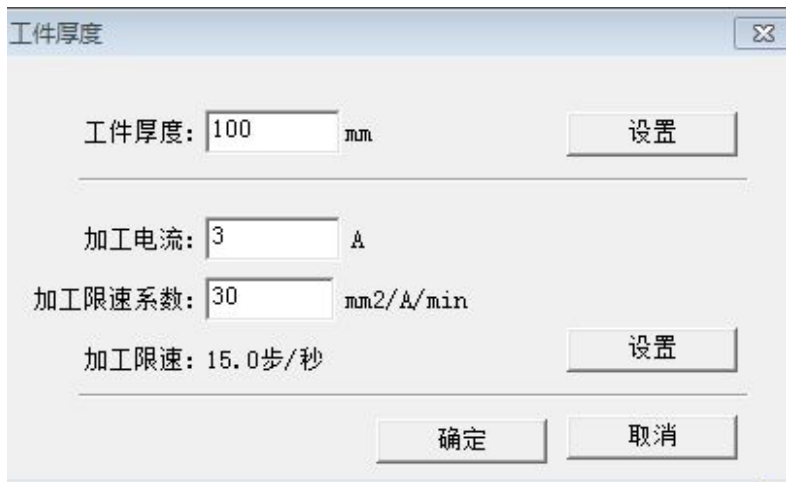 工件厚度
工件厚度: 100 mm 设置
加工电流: 3 A
加工限速系数: 30 mm2/A/min
加工限速: 15.0步/秒 设置
确定 取消